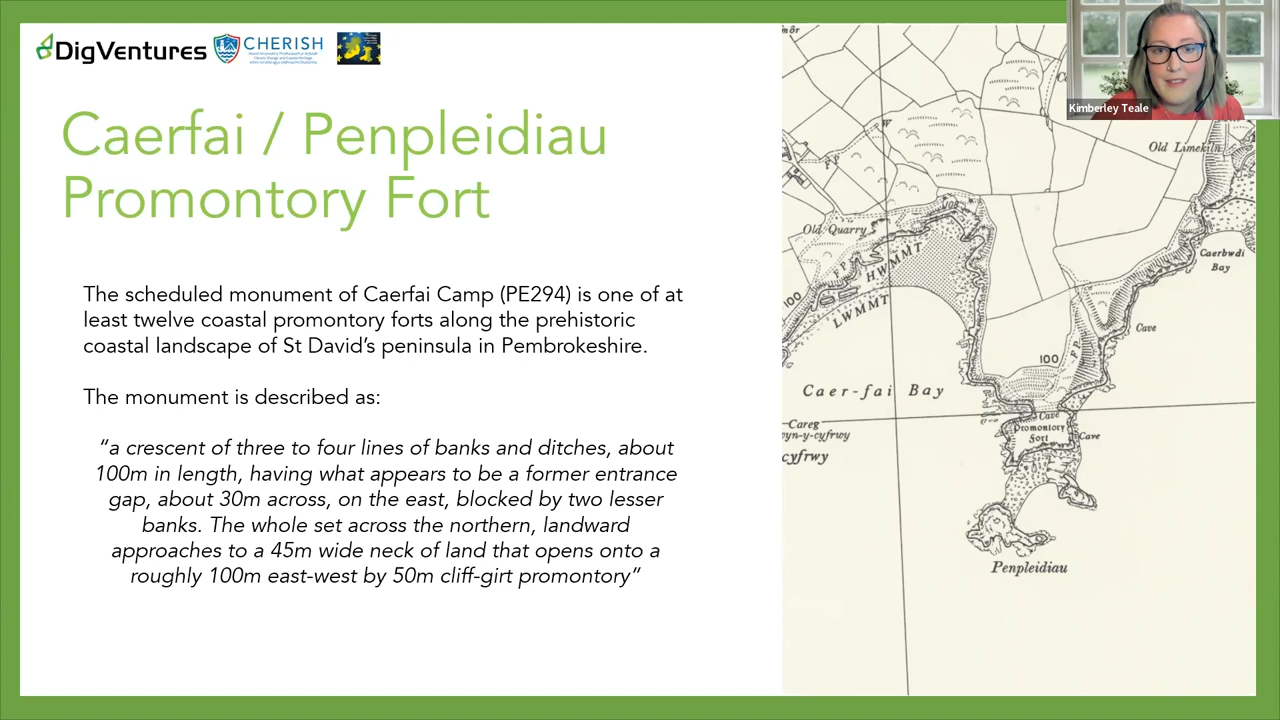 DigVentures
CHERISH
Kimberley Teale
Caerfai / Penpleidiau
Promontory Fort
The scheduled monument of Caerfai Camp (PE294) is one of at
least twelve coastal promontory forts along the prehistoric
coastal landscape of St David’s peninsula in Pembrokeshire.
The monument is described as:
“a crescent of three to four lines of banks and ditches, about
100m in length, having what appears to be a former entrance
gap, about 30m across, on the east, blocked by two lesser
banks. The whole set across the northern, landward
approaches to a 45m wide neck of land that opens onto a
roughly 100m east-west by 50m cliff-girt promontory”
W
Old Limekiln
Old Quarry
F P
HWMMT
LWMMT
100
Caerbwdi
Bay
Cave
100
F P
Caer-fai Bay
Careg
yn-y-cyfrwy
cyfrwy
Cave
Promontory
Fort
Cave
Penpleidiau